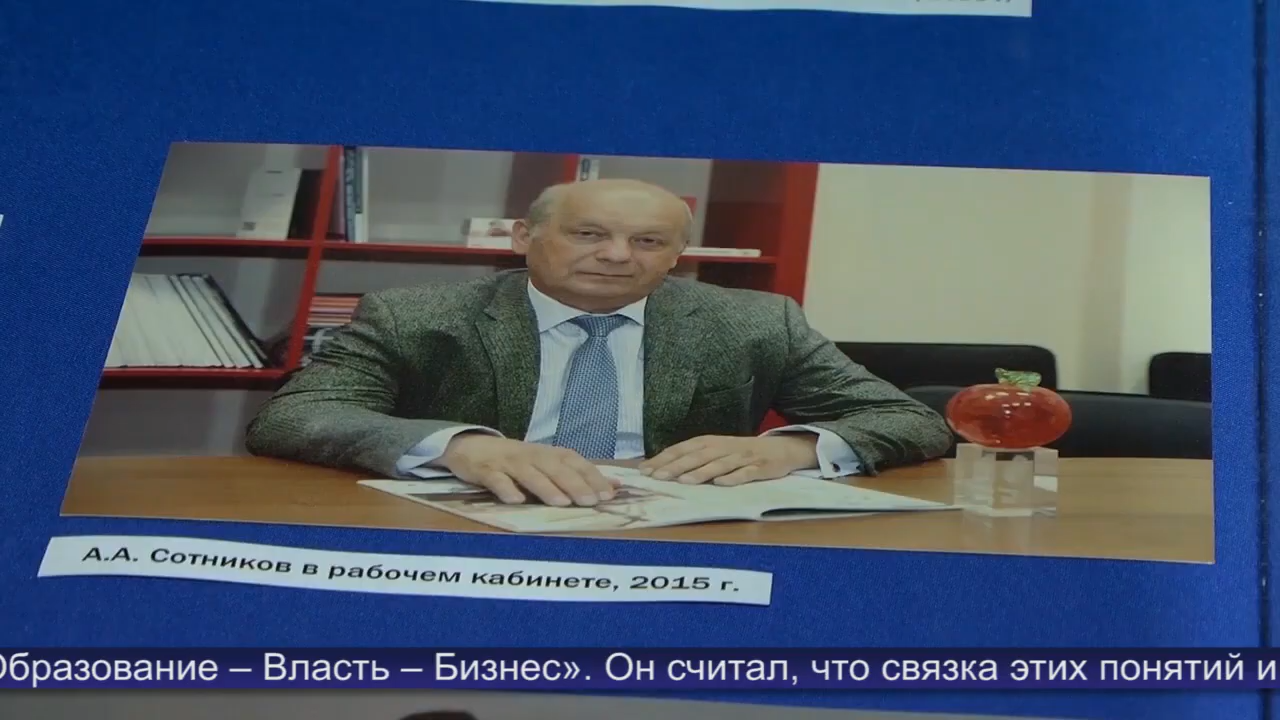 А.А. Сотников в рабочем кабинете, 2015 г.
Образование – Власть – Бизнес». Он считал, что связка этих понятий и